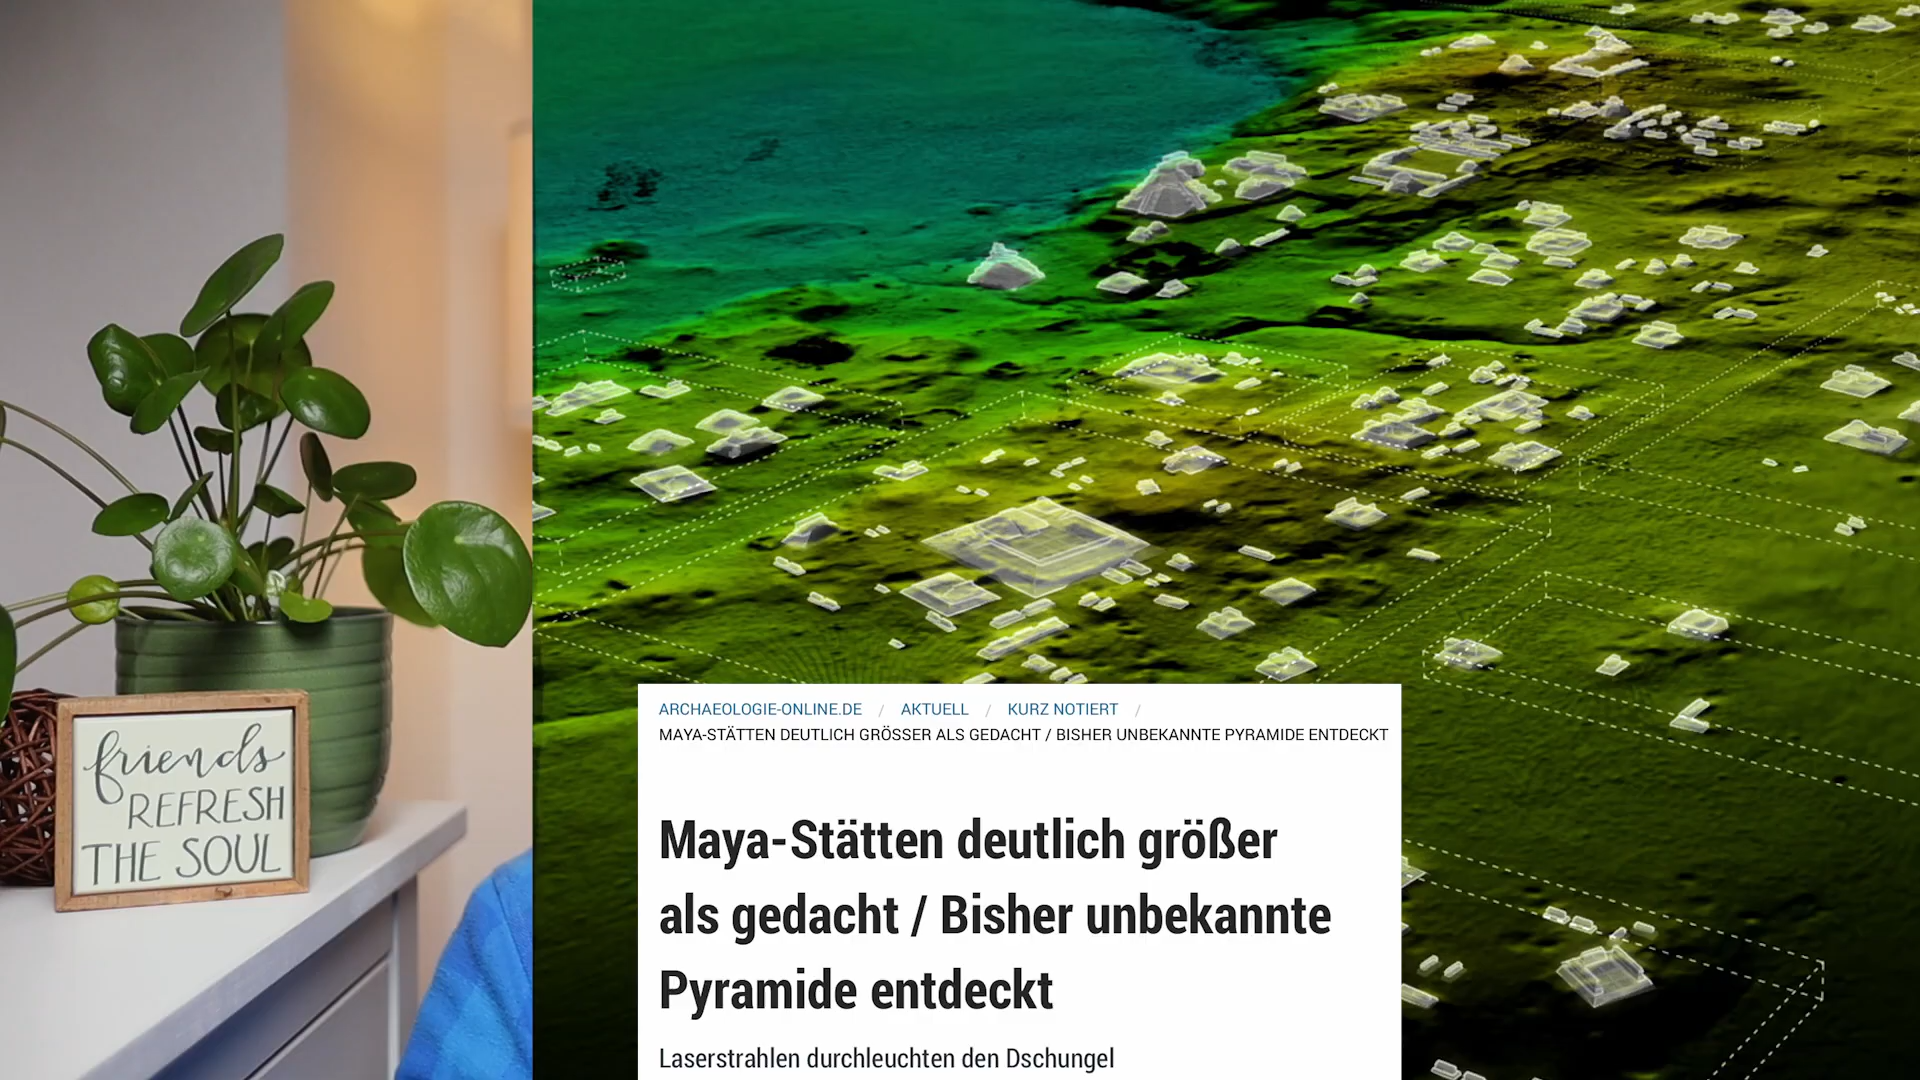 friends
REFRESH
THE SOUL
ARCHAEOLOGIE-ONLINE.DE / AKTUELL / KURZ NOTIERT /
MAYA-STÄTTEN DEUTLICH GRÖSSER ALS GEDACHT / BISHER UNBEKANNTE PYRAMIDE ENTDECKT
Maya-Stätten deutlich größer
als gedacht / Bisher unbekannte
Pyramide entdeckt
Laserstrahlen durchleuchten den Dschungel